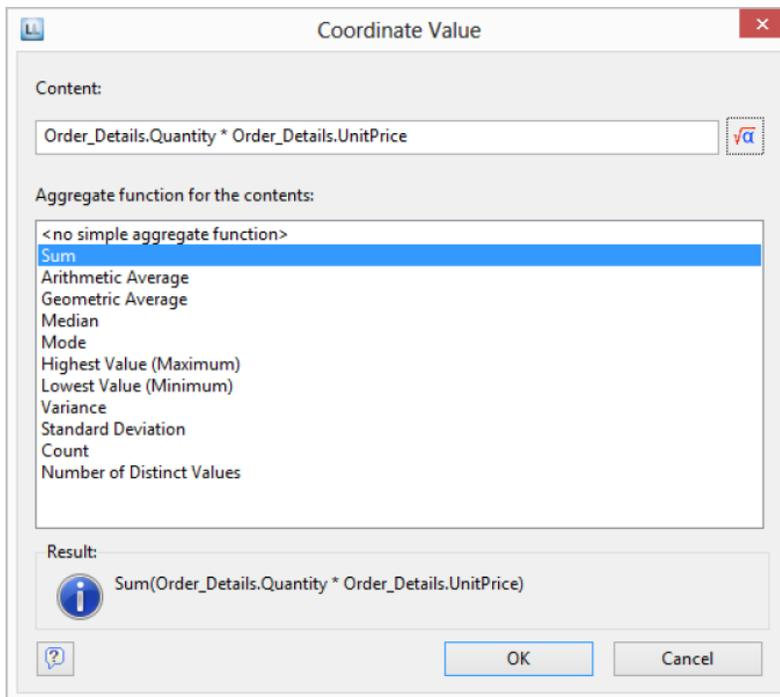 LL
Coordinate Value
Content:
Order_Details.Quantity * Order_Details.UnitPrice
√α
Aggregate function for the contents:
<no simple aggregate function>
Sum
Arithmetic Average
Geometric Average
Median
Mode
Highest Value (Maximum)
Lowest Value (Minimum)
Variance
Standard Deviation
Count
Number of Distinct Values
Result:
Sum(Order_Details.Quantity * Order_Details.UnitPrice)
OK
Cancel